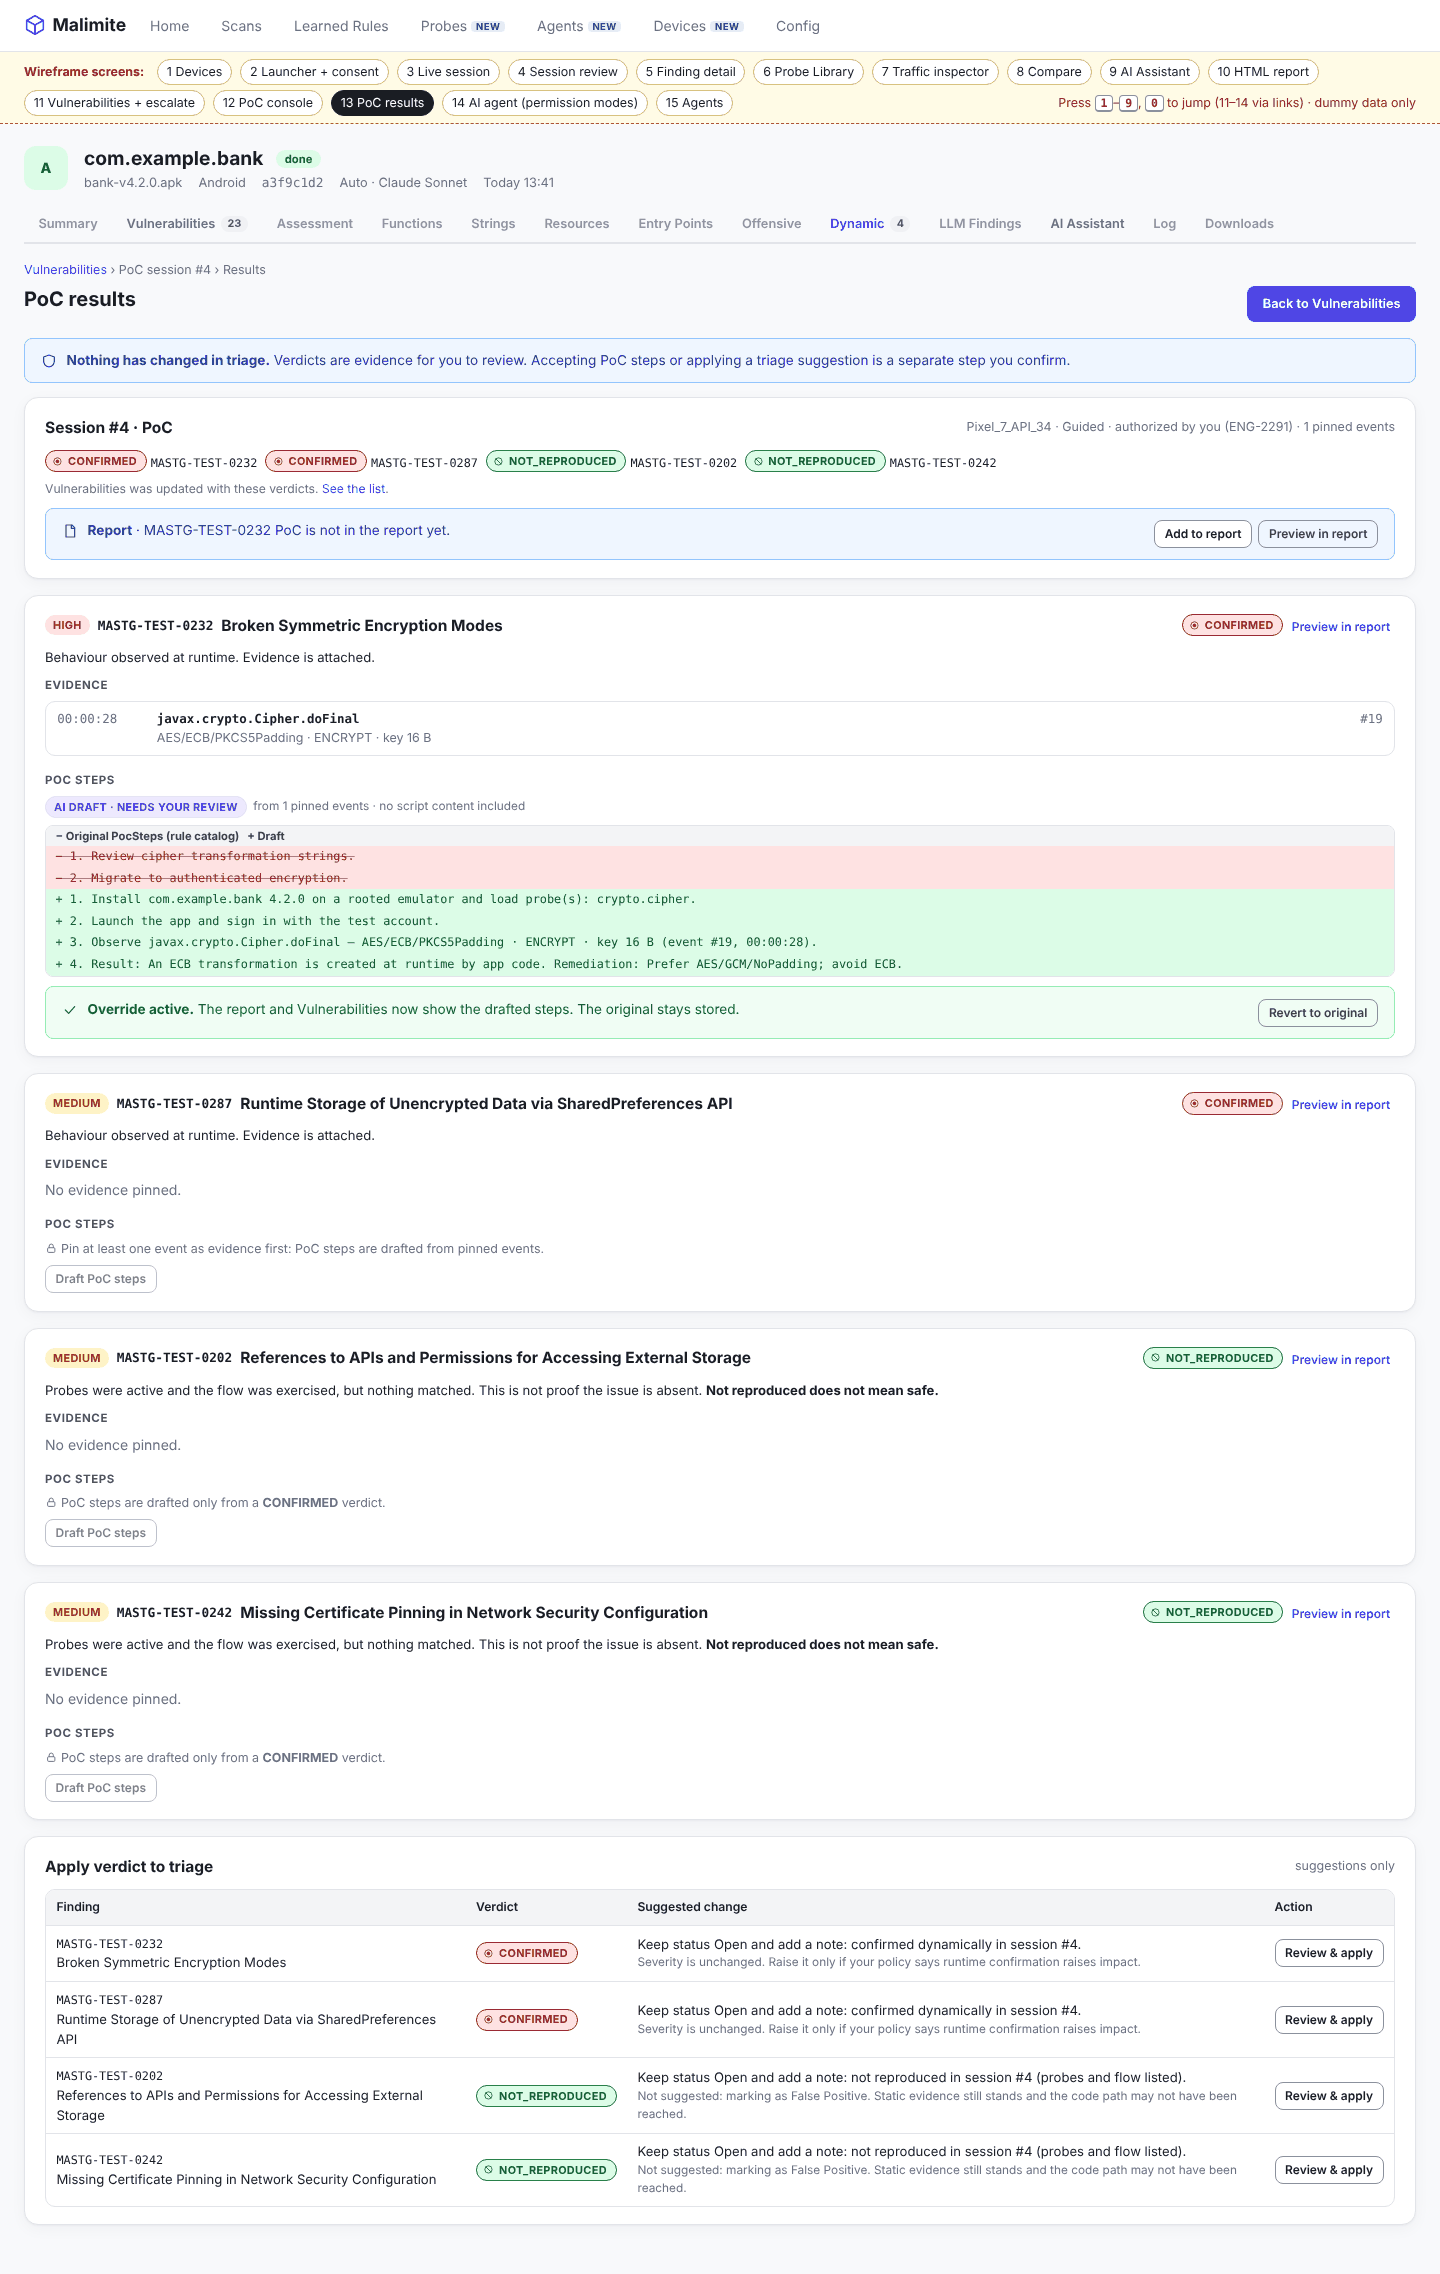 Malimite Home Scans Learned Rules Probes NEW Agents NEW Devices NEW Config
Wireframe screens: 1 Devices 2 Launcher + consent 3 Live session 4 Session review 5 Finding detail 6 Probe Library 7 Traffic inspector 8 Compare 9 AI Assistant 10 HTML report
11 Vulnerabilities + escalate 12 PoC console 13 PoC results 14 AI agent (permission modes) 15 Agents Press 1–9, 0 to jump (11–14 via links) · dummy data only
A
com.example.bank done
bank-v4.2.0.apk Android a3f9c1d2 Auto · Claude Sonnet Today 13:41
Summary Vulnerabilities 23 Assessment Functions Strings Resources Entry Points Offensive Dynamic 4 LLM Findings AI Assistant Log Downloads
Vulnerabilities › PoC session #4 › Results
PoC results
Back to Vulnerabilities
Nothing has changed in triage. Verdicts are evidence for you to review. Accepting PoC steps or applying a triage suggestion is a separate step you confirm.
Session #4 · PoC Pixel_7_API_34 · Guided · authorized by you (ENG-2291) · 1 pinned events
CONFIRMED MASTG-TEST-0232 CONFIRMED MASTG-TEST-0287 NOT_REPRODUCED MASTG-TEST-0202 NOT_REPRODUCED MASTG-TEST-0242
Vulnerabilities was updated with these verdicts. See the list.
Report · MASTG-TEST-0232 PoC is not in the report yet. Add to report Preview in report
HIGH MASTG-TEST-0232 Broken Symmetric Encryption Modes CONFIRMED Preview in report
Behaviour observed at runtime. Evidence is attached.
EVIDENCE
00:00:28 javax.crypto.Cipher.doFinal #19
AES/ECB/PKCS5Padding · ENCRYPT · key 16 B
POC STEPS
AI DRAFT · NEEDS YOUR REVIEW from 1 pinned events · no script content included
− Original PocSteps (rule catalog) + Draft
− 1. Review cipher transformation strings.
− 2. Migrate to authenticated encryption.
+ 1. Install com.example.bank 4.2.0 on a rooted emulator and load probe(s): crypto.cipher.
+ 2. Launch the app and sign in with the test account.
+ 3. Observe javax.crypto.Cipher.doFinal — AES/ECB/PKCS5Padding · ENCRYPT · key 16 B (event #19, 00:00:28).
+ 4. Result: An ECB transformation is created at runtime by app code. Remediation: Prefer AES/GCM/NoPadding; avoid ECB.
Override active. The report and Vulnerabilities now show the drafted steps. The original stays stored. Revert to original
MEDIUM MASTG-TEST-0287 Runtime Storage of Unencrypted Data via SharedPreferences API CONFIRMED Preview in report
Behaviour observed at runtime. Evidence is attached.
EVIDENCE
No evidence pinned.
POC STEPS
Pin at least one event as evidence first: PoC steps are drafted from pinned events.
Draft PoC steps
MEDIUM MASTG-TEST-0202 References to APIs and Permissions for Accessing External Storage NOT_REPRODUCED Preview in report
Probes were active and the flow was exercised, but nothing matched. This is not proof the issue is absent. Not reproduced does not mean safe.
EVIDENCE
No evidence pinned.
POC STEPS
PoC steps are drafted only from a CONFIRMED verdict.
Draft PoC steps
MEDIUM MASTG-TEST-0242 Missing Certificate Pinning in Network Security Configuration NOT_REPRODUCED Preview in report
Probes were active and the flow was exercised, but nothing matched. This is not proof the issue is absent. Not reproduced does not mean safe.
EVIDENCE
No evidence pinned.
POC STEPS
PoC steps are drafted only from a CONFIRMED verdict.
Draft PoC steps
Apply verdict to triage suggestions only
Finding Verdict Suggested change Action
MASTG-TEST-0232
Broken Symmetric Encryption Modes
CONFIRMED
Keep status Open and add a note: confirmed dynamically in session #4.
Severity is unchanged. Raise it only if your policy says runtime confirmation raises impact.
Review & apply
MASTG-TEST-0287
Runtime Storage of Unencrypted Data via SharedPreferences
API
CONFIRMED
Keep status Open and add a note: confirmed dynamically in session #4.
Severity is unchanged. Raise it only if your policy says runtime confirmation raises impact.
Review & apply
MASTG-TEST-0202
References to APIs and Permissions for Accessing External
Storage
NOT_REPRODUCED
Keep status Open and add a note: not reproduced in session #4 (probes and flow listed).
Not suggested: marking as False Positive. Static evidence still stands and the code path may not have been
reached.
Review & apply
MASTG-TEST-0242
Missing Certificate Pinning in Network Security Configuration
NOT_REPRODUCED
Keep status Open and add a note: not reproduced in session #4 (probes and flow listed).
Not suggested: marking as False Positive. Static evidence still stands and the code path may not have been
reached.
Review & apply